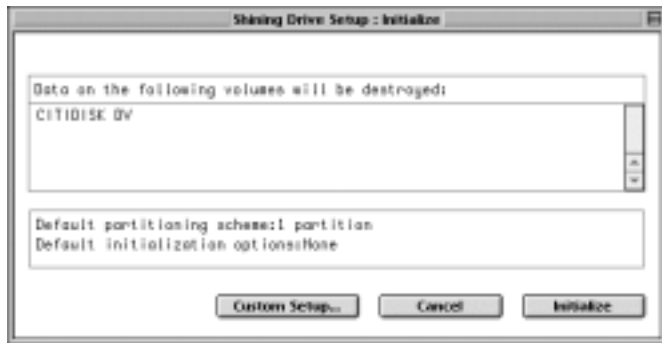 Shining Drive Setup : Initialize
Data on the following volumes will be destroyed:
CITIDISK DV
Default partitioning scheme:1 partition
Default initialization options:None
Custom Setup...
Cancel
Initialize